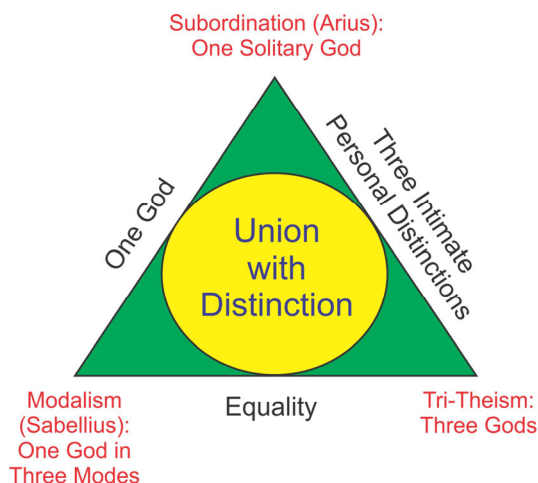 Subordination (Arius):
One Solitary God
One God
Three Intimate
Personal Distinctions
Union
with
Distinction
Modalism
(Sabellius):
One God in
Three Modes
Equality
Tri-Theism:
Three Gods